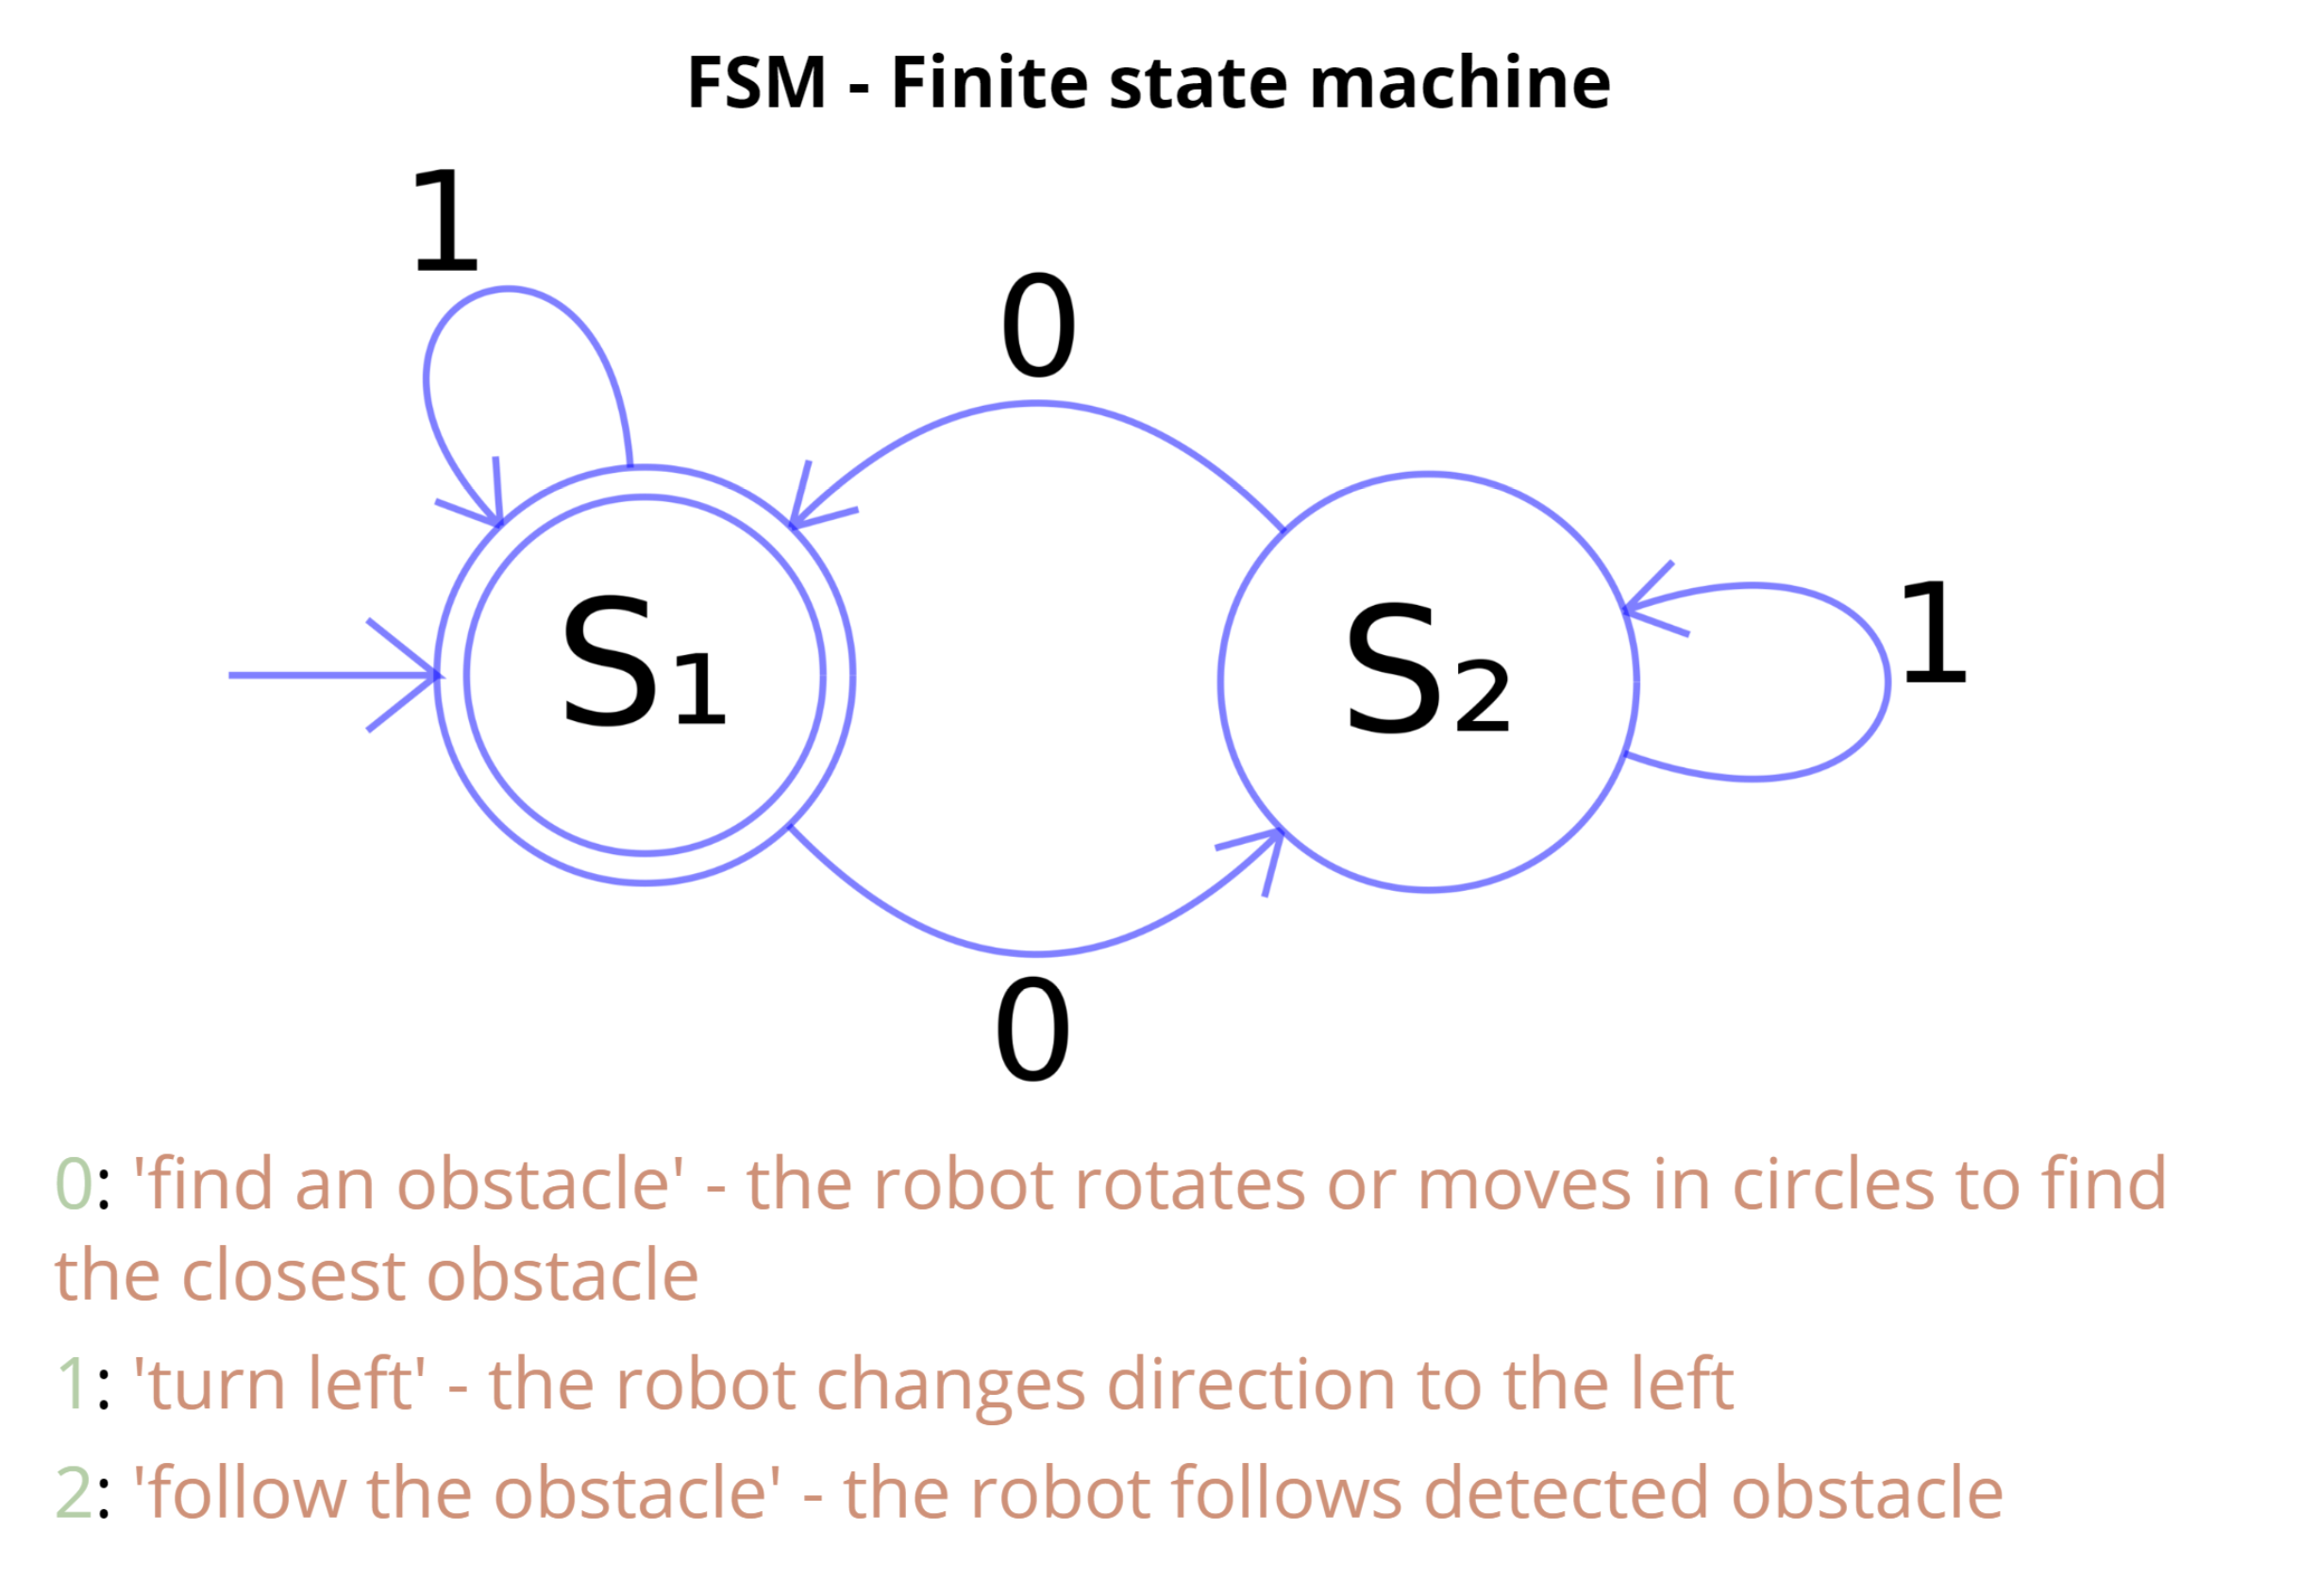 FSM - Finite state machine
1
0
S₁
S₂
1
0
0: 'find an obstacle' - the robot rotates or moves in circles to find
the closest obstacle
1: 'turn left' - the robot changes direction to the left
2: 'follow the obstacle' - the robot follows detected obstacle